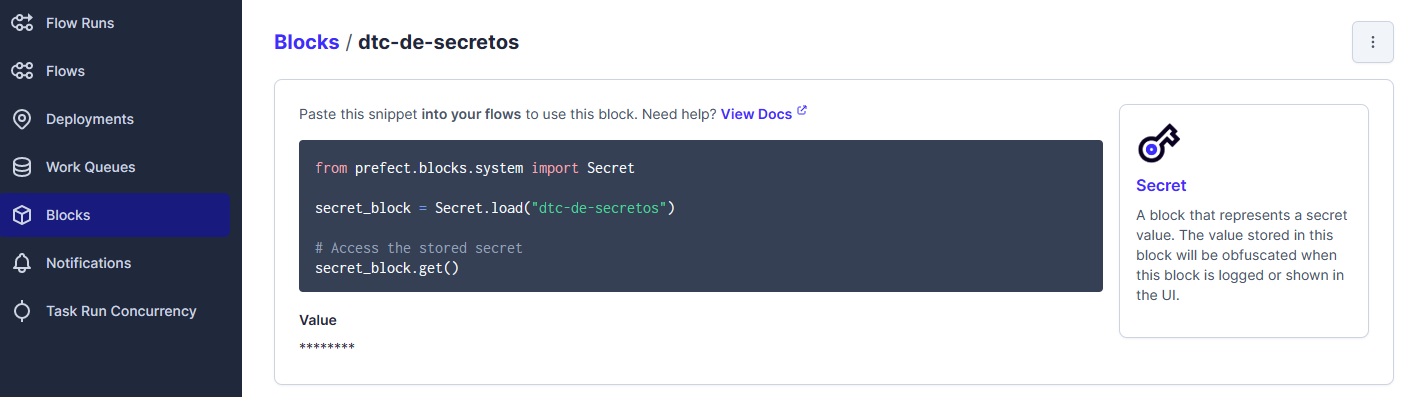 Flow Runs
Flows
Deployments
Work Queues
Blocks
Notifications
Task Run Concurrency
Blocks / dtc-de-secretos
Paste this snippet into your flows to use this block. Need help? View Docs
from prefect.blocks.system import Secret
secret_block = Secret.load("dtc-de-secretos")
# Access the stored secret
secret_block.get()
Value
********
Secret
A block that represents a secret
value. The value stored in this
block will be obfuscated when
this block is logged or shown in
the UI.